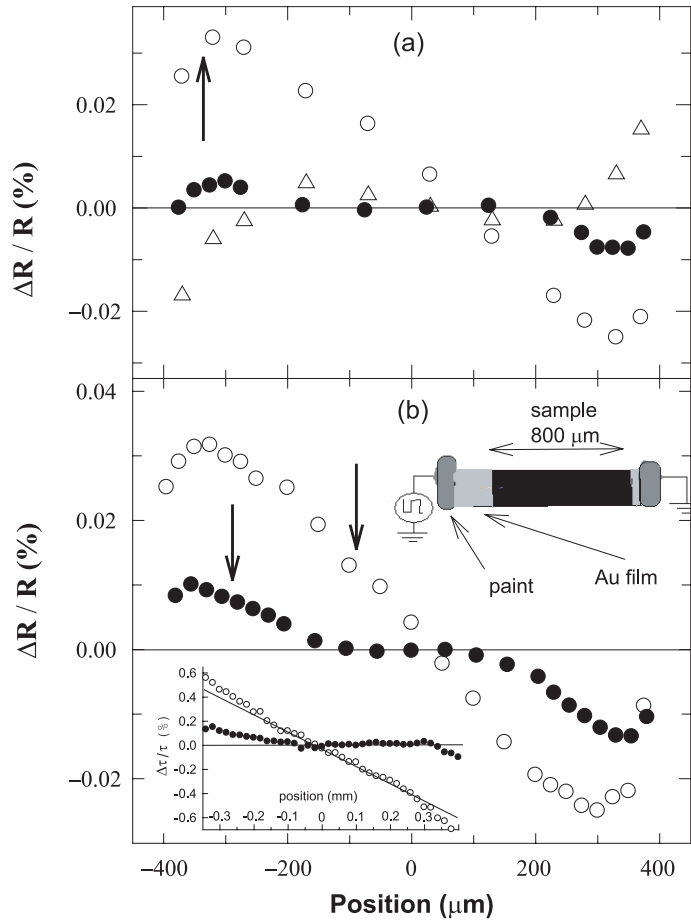 (a)
0.02
0.00
−0.02
ΔR / R (%)
(b)
0.04
0.02
0.00
−0.02
ΔR / R (%)
sample
800 μm
paint
Au film
0.6
0.4
0.2
0.0
-0.2
-0.4
-0.6
Δτ/τ (%)
position (mm)
-0.3 -0.1 0 0.1 0.2 0.3
−400 −200 0 200 400
Position (μm)